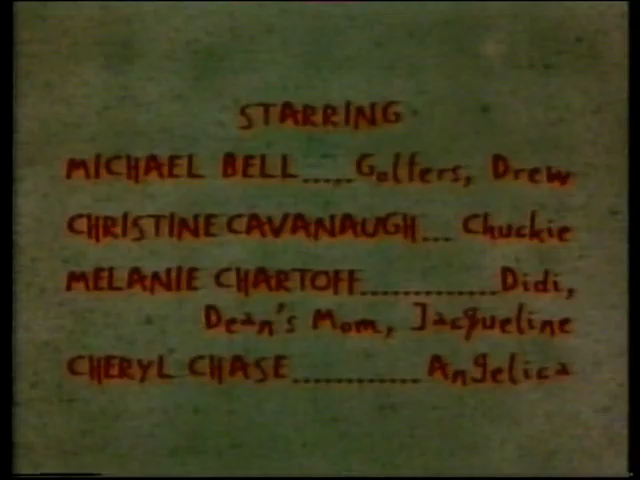 STARRING
MICHAEL BELL.....Golfers, Drew
CHRISTINE CAVANAUGH... Chuckie
MELANIE CHARTOFF.............Didi,
Dean's Mom, Jacqueline
CHERYL CHASE............ Angelica